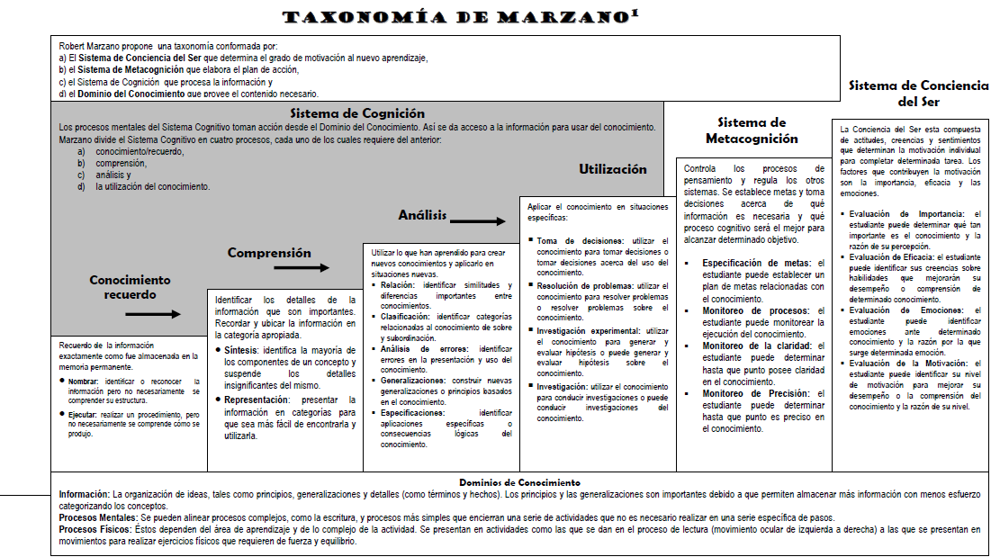 TAXONOMÍA DE MARZANO¹
Robert Marzano propone una taxonomía conformada por:
a) El Sistema de Conciencia del Ser que determina el grado de motivación al nuevo aprendizaje,
b) el Sistema de Metacognición que elabora el plan de acción,
c) el Sistema de Cognición que procesa la información y
d) el Dominio del Conocimiento que provee el contenido necesario.
Sistema de Cognición
Los procesos mentales del Sistema Cognitivo toman acción desde el Dominio del Conocimiento. Así se da acceso a la información para usar del conocimiento.
Marzano divide el Sistema Cognitivo en cuatro procesos, cada uno de los cuales requiere del anterior:
a) conocimiento/recuerdo,
b) comprensión,
c) análisis y
d) la utilización del conocimiento.
Conocimiento
recuerdo
Recuerdo de la información
exactamente como fue almacenada en la
memoria permanente.
● Nombrar: identificar o reconocer la
información pero no necesariamente se
comprender su estructura.
● Ejecutar: realizar un procedimiento, pero
no necesariamente se comprende cómo se
produjo.
Comprensión
Identificar los detalles de la
información que son importantes.
Recordar y ubicar la información en
la categoría apropiada.
● Síntesis: identifica la mayoría de
los componentes de un concepto y
suspende los detalles
insignificantes del mismo.
● Representación: presentar la
información en categorías para
que sea más fácil de encontrarla y
utilizarla.
Análisis
Utilizar lo que han aprendido para crear
nuevos conocimientos y aplicarlo en
situaciones nuevas.
▪ Relación: identificar similitudes y
diferencias importantes entre
conocimientos.
▪ Clasificación: identificar categorías
relacionadas al conocimiento de sobre
y subordinación.
▪ Análisis de errores: identificar
errores en la presentación y uso del
conocimiento.
▪ Generalizaciones: construir nuevas
generalizaciones o principios basados
en el conocimiento.
▪ Especificaciones: identificar
aplicaciones específicas o
consecuencias lógicas del
conocimiento.
Utilización
Aplicar el conocimiento en situaciones
específicas:
▪ Toma de decisiones: utilizar el
conocimiento para tomar decisiones o
tomar decisiones acerca del uso del
conocimiento.
▪ Resolución de problemas: utilizar el
conocimiento para resolver problemas
o resolver problemas sobre el
conocimiento.
▪ Investigación experimental: utilizar
el conocimiento para generar y
evaluar hipótesis o puede generar y
evaluar hipótesis sobre el
conocimiento.
▪ Investigación: utilizar el conocimiento
para conducir investigaciones o puede
conducir investigaciones del
conocimiento.
Sistema de
Metacognición
Controla los procesos de
pensamiento y regula los otros
sistemas. Se establece metas y toma
decisiones acerca de qué
información es necesaria y qué
proceso cognitivo será el mejor para
alcanzar determinado objetivo.
▪ Especificación de metas: el
estudiante puede establecer un
plan de metas relacionadas con
el conocimiento.
▪ Monitoreo de procesos: el
estudiante puede monitorear la
ejecución del conocimiento.
▪ Monitoreo de la claridad: el
estudiante puede determinar
hasta que punto posee claridad
en el conocimiento.
▪ Monitoreo de Precisión: el
estudiante puede determinar
hasta que punto es preciso en
el conocimiento.
Sistema de Conciencia
del Ser
La Conciencia del Ser esta compuesta
de actitudes, creencias y sentimientos
que determinan la motivación individual
para completar determinada tarea. Los
factores que contribuyen la motivación
son la importancia, eficacia y las
emociones.
▪ Evaluación de Importancia: el
estudiante puede determinar qué tan
importante es el conocimiento y la
razón de su percepción.
▪ Evaluación de Eficacia: el estudiante
puede identificar sus creencias sobre
habilidades que mejorarán su
desempeño o comprensión de
determinado conocimiento.
▪ Evaluación de Emociones: el
estudiante puede identificar
emociones ante determinado
conocimiento y la razón por la que
surge determinada emoción.
▪ Evaluación de la Motivación: el
estudiante puede identificar su nivel
de motivación para mejorar su
desempeño o la comprensión del
conocimiento y la razón de su nivel.
Dominios de Conocimiento
Información: La organización de ideas, tales como principios, generalizaciones y detalles (como términos y hechos). Los principios y las generalizaciones son importantes debido a que permiten almacenar más información con menos esfuerzo
categorizando los conceptos.
Procesos Mentales: Se pueden alinear procesos complejos, como la escritura, y procesos más simples que encierran una serie de actividades que no es necesario realizar en una serie específica de pasos.
Procesos Físicos: Éstos dependen del área de aprendizaje y de lo complejo de la actividad. Se presentan en actividades como las que se dan en el proceso de lectura (movimiento ocular de izquierda a derecha) a las que se presentan en
movimientos para realizar ejercicios físicos que requieren de fuerza y equilibrio.